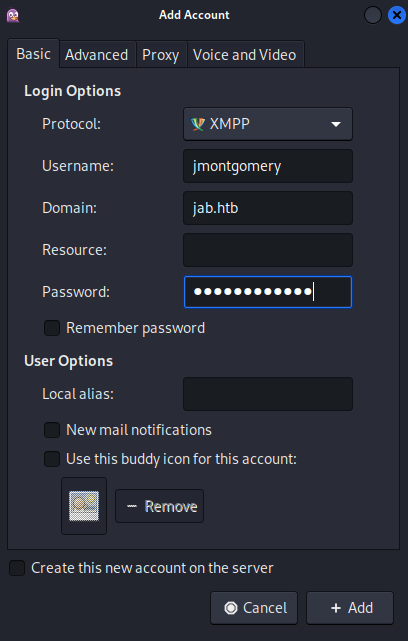 Add Account
Basic Advanced Proxy Voice and Video
Login Options
Protocol: XMPP
Username: jmontgomery
Domain: jab.htb
Resource:
Password: ●●●●●●●●●●●●
Remember password
User Options
Local alias:
New mail notifications
Use this buddy icon for this account:
Remove
Create this new account on the server
Cancel Add